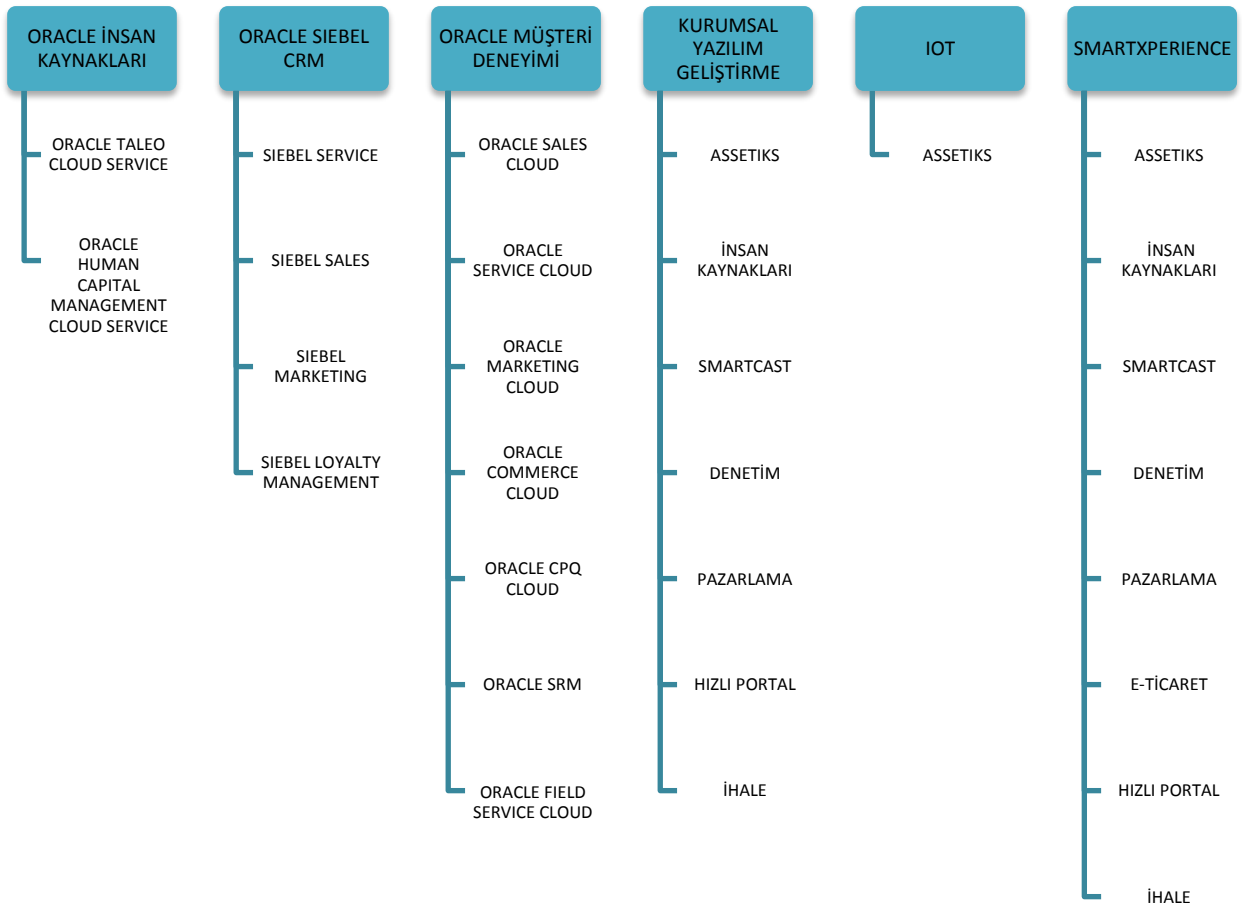 ORACLE İNSAN
KAYNAKLARI
ORACLE TALEO
CLOUD SERVICE
ORACLE
HUMAN
CAPITAL
MANAGEMENT
CLOUD SERVICE
ORACLE SIEBEL
CRM
SIEBEL SERVICE
SIEBEL SALES
SIEBEL
MARKETING
SIEBEL LOYALTY
MANAGEMENT
ORACLE MÜŞTERİ
DENEYİMİ
ORACLE SALES
CLOUD
ORACLE
SERVICE CLOUD
ORACLE
MARKETING
CLOUD
ORACLE
COMMERCE
CLOUD
ORACLE CPQ
CLOUD
ORACLE SRM
ORACLE FIELD
SERVICE CLOUD
KURUMSAL
YAZILIM
GELİŞTİRME
ASSETIKS
İNSAN
KAYNAKLARI
SMARTCAST
DENETİM
PAZARLAMA
HIZLI PORTAL
İHALE
IOT
ASSETIKS
SMARTXPERIENCE
ASSETIKS
İNSAN
KAYNAKLARI
SMARTCAST
DENETİM
PAZARLAMA
E-TİCARET
HIZLI PORTAL
İHALE